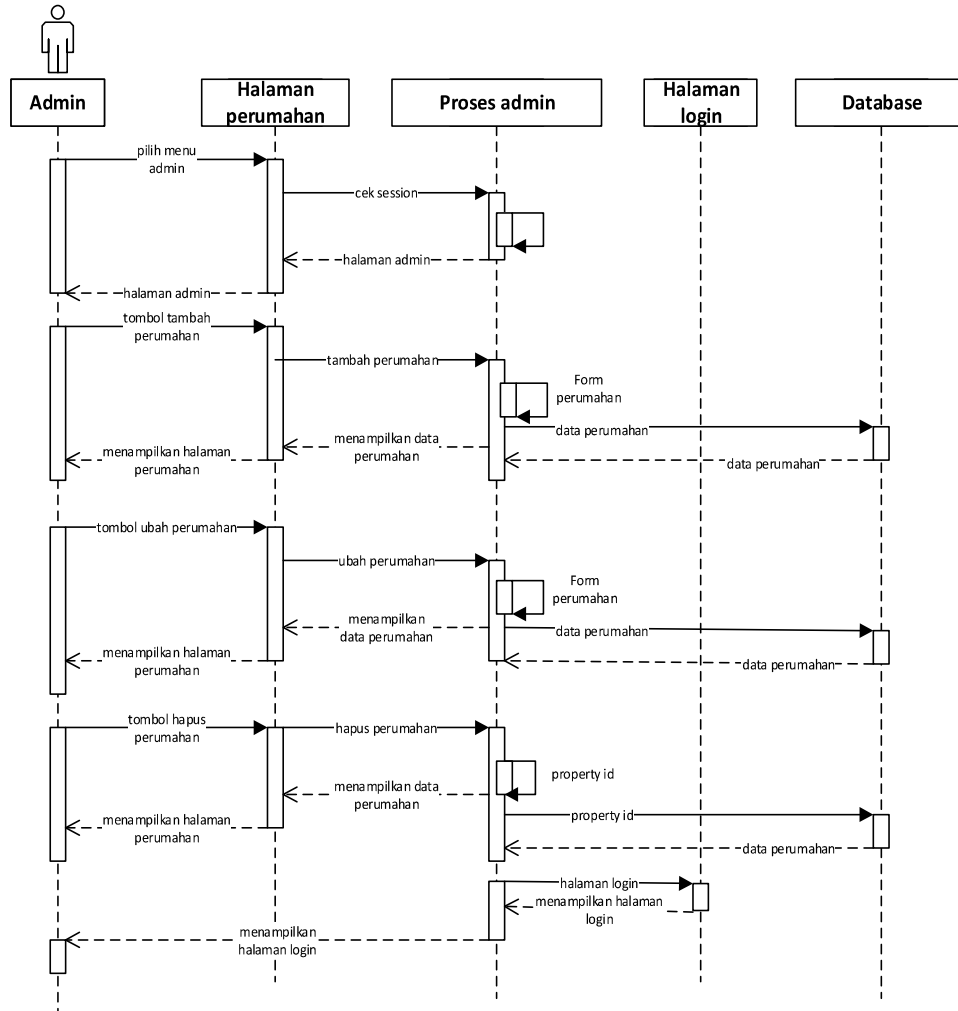 Admin
Halaman
perumahan
Proses admin
Halaman
login
Database
pilih menu
admin
cek session
halaman admin
halaman admin
tombol tambah
perumahan
tambah perumahan
Form
perumahan
data perumahan
menampilkan data
perumahan
menampilkan halaman
perumahan
data perumahan
tombol ubah perumahan
ubah perumahan
Form
perumahan
menampilkan
data perumahan
data perumahan
menampilkan halaman
perumahan
data perumahan
tombol hapus
perumahan
hapus perumahan
property id
menampilkan data
perumahan
property id
menampilkan halaman
perumahan
data perumahan
halaman login
menampilkan halaman
login
menampilkan
halaman login